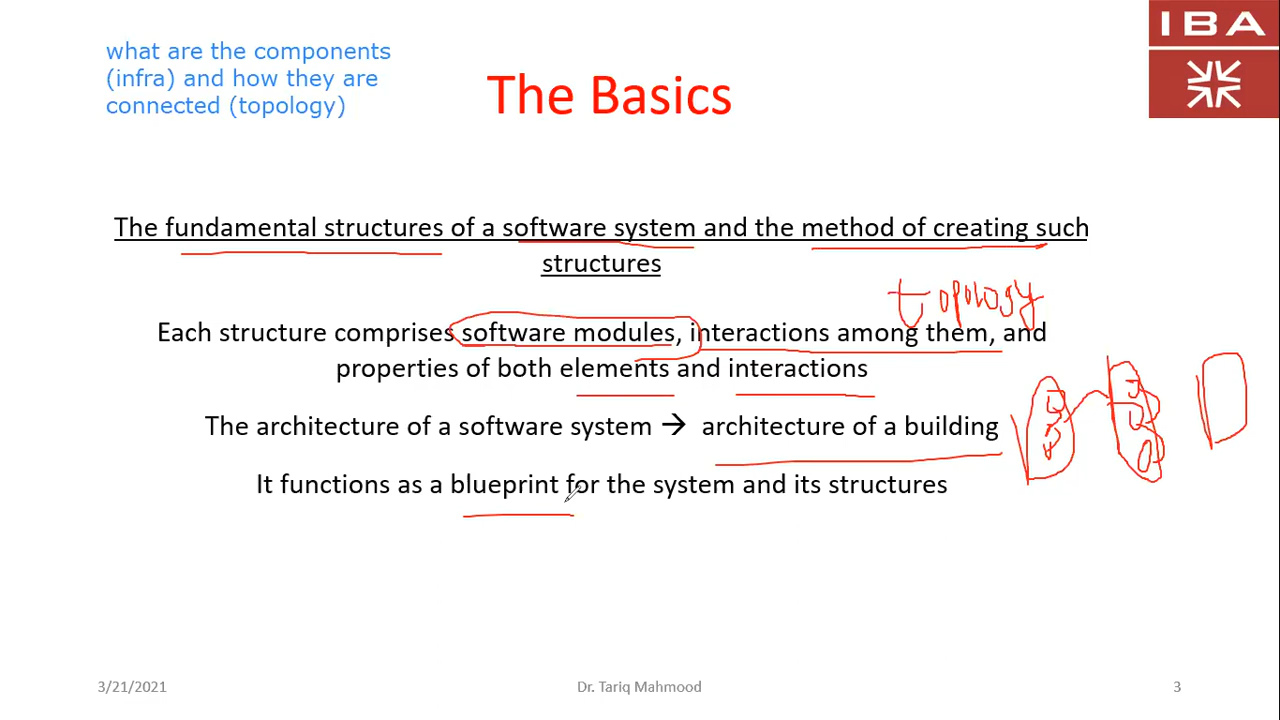 what are the components
(infra) and how they are
connected (topology)
IBA
The Basics
The fundamental structures of a software system and the method of creating such
structures
topology
Each structure comprises software modules, interactions among them, and
properties of both elements and interactions
The architecture of a software system → architecture of a building
It functions as a blueprint for the system and its structures
3/21/2021
Dr. Tariq Mahmood
3